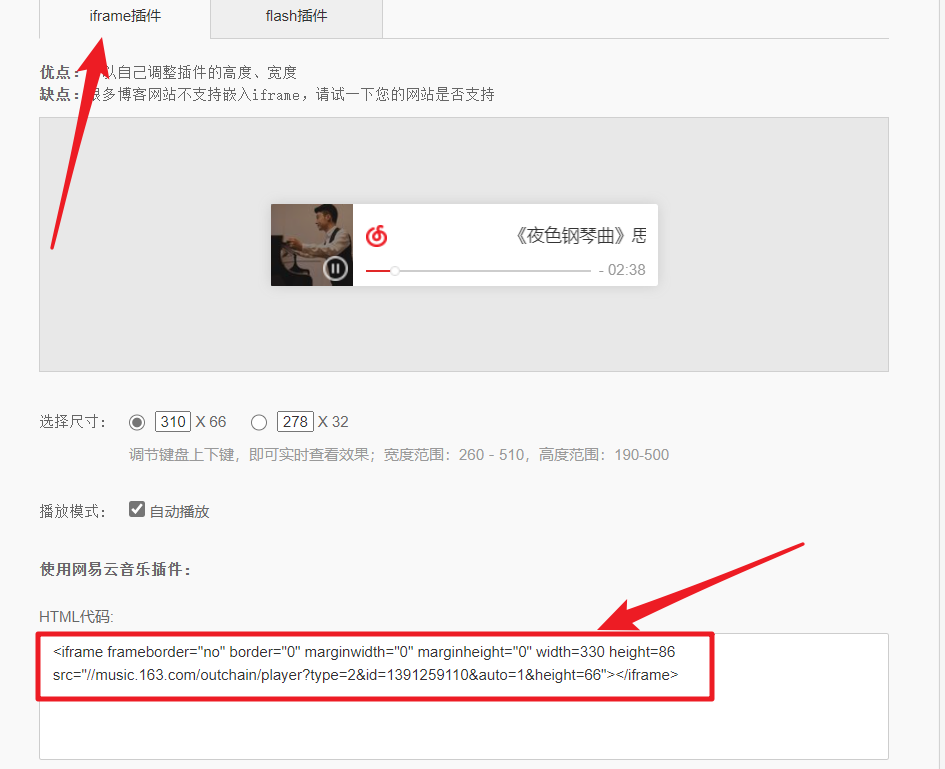 iframe插件
flash插件
优点：以自己调整插件的高度、宽度
缺点：很多博客网站不支持嵌入iframe，请试一下您的网站是否支持
《夜色钢琴曲》思
- 02:38
选择尺寸： 310 X 66 278 X 32
调节键盘上下键，即可实时查看效果；宽度范围：260 - 510，高度范围：190-500
播放模式： 自动播放
使用网易云音乐插件：
HTML代码:
<iframe frameborder="no" border="0" marginwidth="0" marginheight="0" width=330 height=86
src="//music.163.com/outchain/player?type=2&id=1391259110&auto=1&height=66"></iframe>